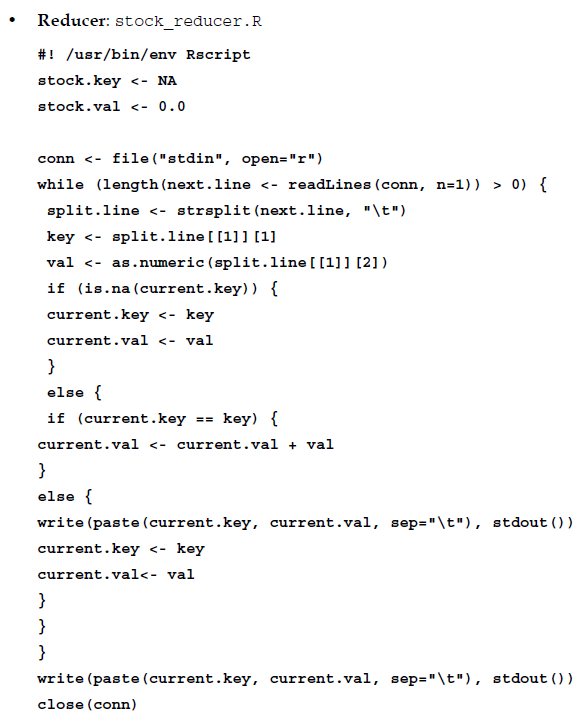 • Reducer: stock_reducer.R
#! /usr/bin/env Rscript
stock.key <- NA
stock.val <- 0.0

conn <- file("stdin", open="r")
while (length(next.line <- readLines(conn, n=1)) > 0) {
 split.line <- strsplit(next.line, "\t")
 key <- split.line[[1]][1]
 val <- as.numeric(split.line[[1]][2])
 if (is.na(current.key)) {
 current.key <- key
 current.val <- val
 }
 else {
 if (current.key == key) {
current.val <- current.val + val
}
else {
write(paste(current.key, current.val, sep="\t"), stdout())
current.key <- key
current.val<- val
}
}
}
write(paste(current.key, current.val, sep="\t"), stdout())
close(conn)